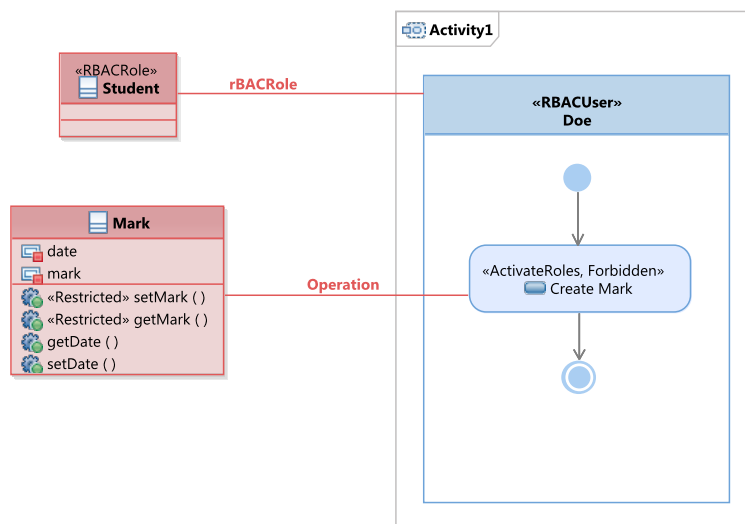 Activity1
«RBACRole»
Student
rBACRole
«RBACUser»
Doe
Mark
date
mark
«Restricted» setMark ( )
«Restricted» getMark ( )
getDate ( )
setDate ( )
Operation
«ActivateRoles, Forbidden»
Create Mark